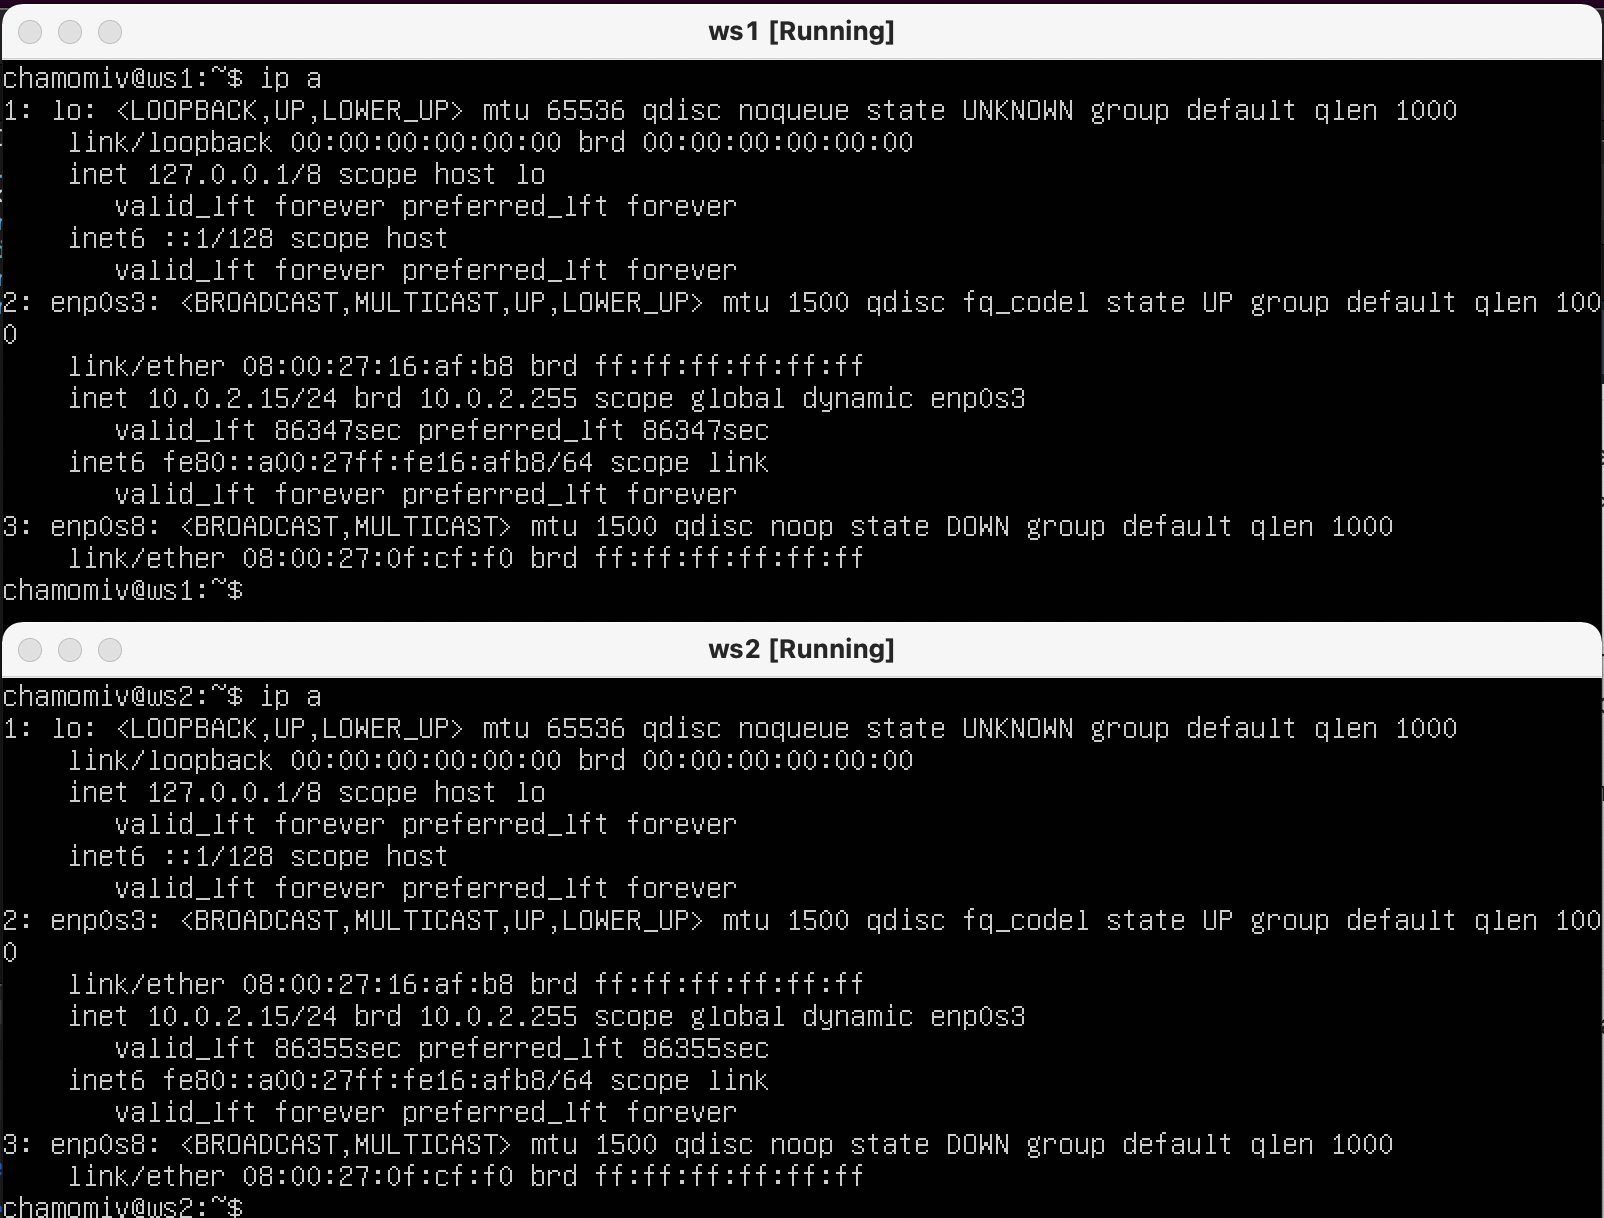 ws1 [Running]
chamomiv@ws1:~$ ip a
1: lo: <LOOPBACK,UP,LOWER_UP> mtu 65536 qdisc noqueue state UNKNOWN group default qlen 1000
    link/loopback 00:00:00:00:00:00 brd 00:00:00:00:00:00
    inet 127.0.0.1/8 scope host lo
       valid_lft forever preferred_lft forever
    inet6 ::1/128 scope host
       valid_lft forever preferred_lft forever
2: enp0s3: <BROADCAST,MULTICAST,UP,LOWER_UP> mtu 1500 qdisc fq_codel state UP group default qlen 100
0
    link/ether 08:00:27:16:af:b8 brd ff:ff:ff:ff:ff:ff
    inet 10.0.2.15/24 brd 10.0.2.255 scope global dynamic enp0s3
       valid_lft 86347sec preferred_lft 86347sec
    inet6 fe80::a00:27ff:fe16:afb8/64 scope link
       valid_lft forever preferred_lft forever
3: enp0s8: <BROADCAST,MULTICAST> mtu 1500 qdisc noop state DOWN group default qlen 1000
    link/ether 08:00:27:0f:cf:f0 brd ff:ff:ff:ff:ff:ff
chamomiv@ws1:~$
ws2 [Running]
chamomiv@ws2:~$ ip a
1: lo: <LOOPBACK,UP,LOWER_UP> mtu 65536 qdisc noqueue state UNKNOWN group default qlen 1000
    link/loopback 00:00:00:00:00:00 brd 00:00:00:00:00:00
    inet 127.0.0.1/8 scope host lo
       valid_lft forever preferred_lft forever
    inet6 ::1/128 scope host
       valid_lft forever preferred_lft forever
2: enp0s3: <BROADCAST,MULTICAST,UP,LOWER_UP> mtu 1500 qdisc fq_codel state UP group default qlen 100
0
    link/ether 08:00:27:16:af:b8 brd ff:ff:ff:ff:ff:ff
    inet 10.0.2.15/24 brd 10.0.2.255 scope global dynamic enp0s3
       valid_lft 86355sec preferred_lft 86355sec
    inet6 fe80::a00:27ff:fe16:afb8/64 scope link
       valid_lft forever preferred_lft forever
3: enp0s8: <BROADCAST,MULTICAST> mtu 1500 qdisc noop state DOWN group default qlen 1000
    link/ether 08:00:27:0f:cf:f0 brd ff:ff:ff:ff:ff:ff
chamomiv@ws2:~$